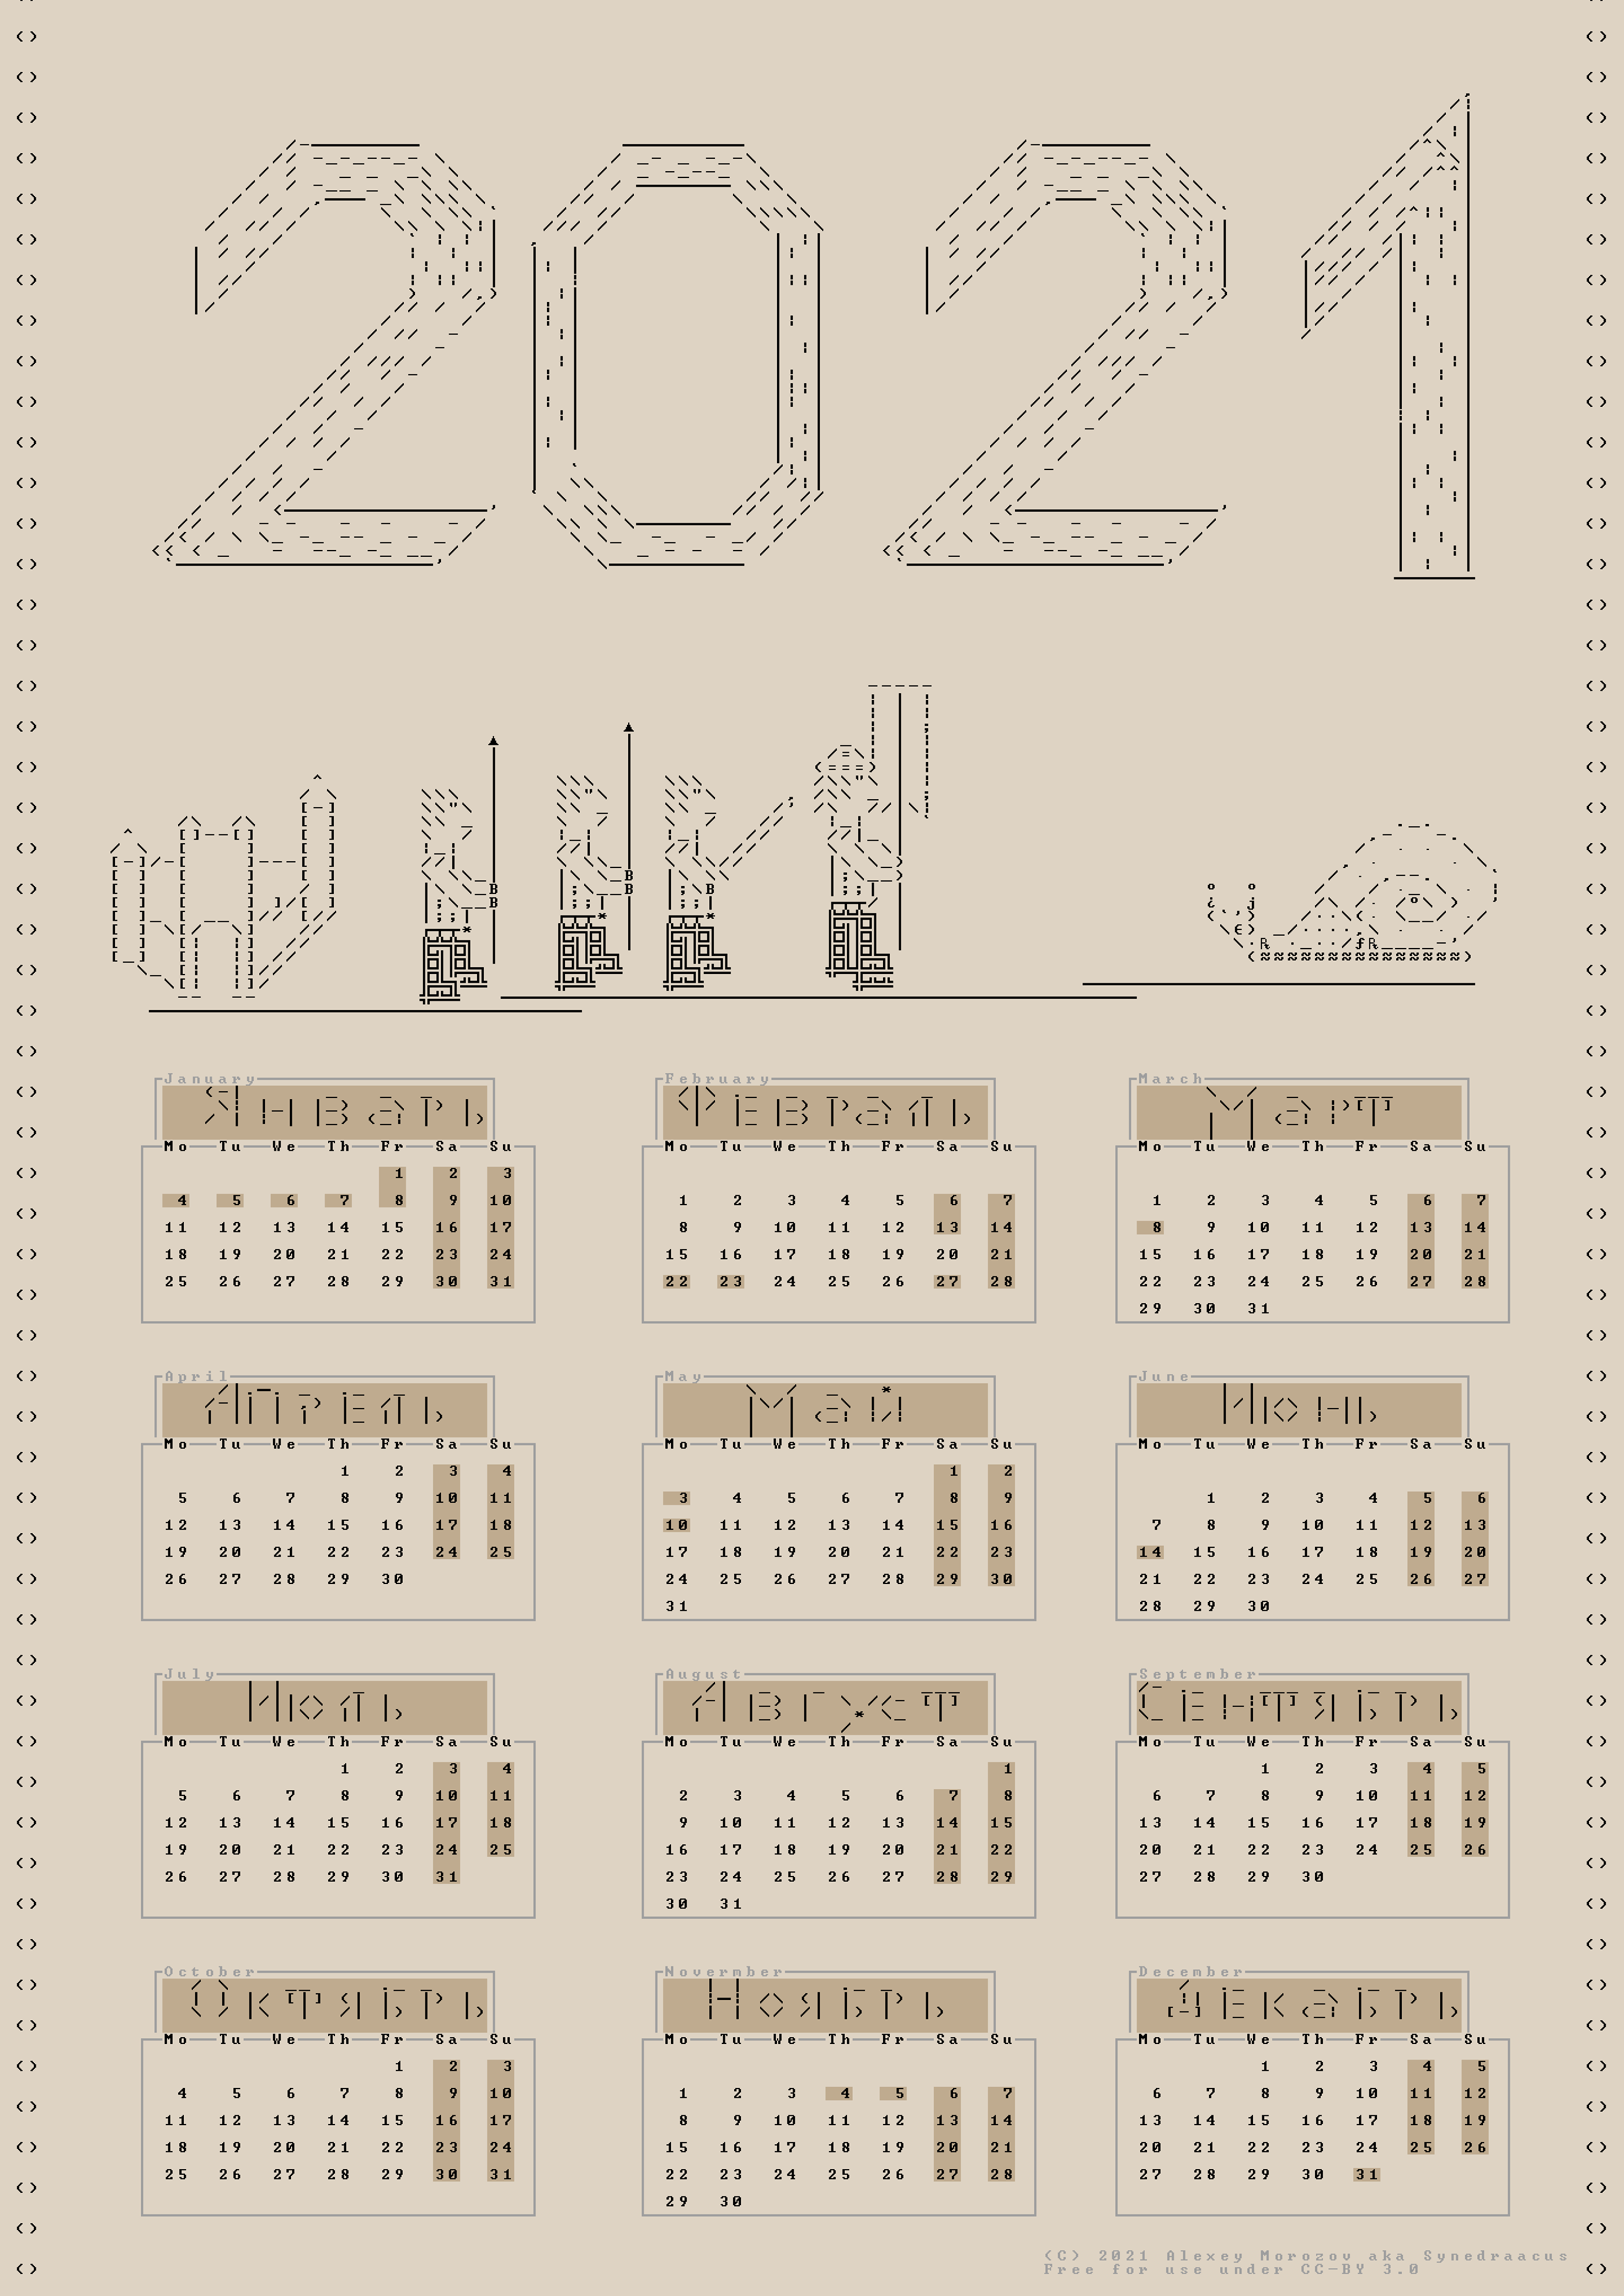 2021
January
Январь
Mo Tu We Th Fr Sa Su
1 2 3
4 5 6 7 8 9 10
11 12 13 14 15 16 17
18 19 20 21 22 23 24
25 26 27 28 29 30 31
February
Февраль
Mo Tu We Th Fr Sa Su
1 2 3 4 5 6 7
8 9 10 11 12 13 14
15 16 17 18 19 20 21
22 23 24 25 26 27 28
March
Март
Mo Tu We Th Fr Sa Su
1 2 3 4 5 6 7
8 9 10 11 12 13 14
15 16 17 18 19 20 21
22 23 24 25 26 27 28
29 30 31
April
Апрель
Mo Tu We Th Fr Sa Su
1 2 3 4
5 6 7 8 9 10 11
12 13 14 15 16 17 18
19 20 21 22 23 24 25
26 27 28 29 30
May
Май
Mo Tu We Th Fr Sa Su
1 2
3 4 5 6 7 8 9
10 11 12 13 14 15 16
17 18 19 20 21 22 23
24 25 26 27 28 29 30
31
June
Июнь
Mo Tu We Th Fr Sa Su
1 2 3 4 5 6
7 8 9 10 11 12 13
14 15 16 17 18 19 20
21 22 23 24 25 26 27
28 29 30
July
Июль
Mo Tu We Th Fr Sa Su
1 2 3 4
5 6 7 8 9 10 11
12 13 14 15 16 17 18
19 20 21 22 23 24 25
26 27 28 29 30 31
August
Август
Mo Tu We Th Fr Sa Su
1
2 3 4 5 6 7 8
9 10 11 12 13 14 15
16 17 18 19 20 21 22
23 24 25 26 27 28 29
30 31
September
Сентябрь
Mo Tu We Th Fr Sa Su
1 2 3 4 5
6 7 8 9 10 11 12
13 14 15 16 17 18 19
20 21 22 23 24 25 26
27 28 29 30
October
Октябрь
Mo Tu We Th Fr Sa Su
1 2 3
4 5 6 7 8 9 10
11 12 13 14 15 16 17
18 19 20 21 22 23 24
25 26 27 28 29 30 31
Novermber
Ноябрь
Mo Tu We Th Fr Sa Su
1 2 3 4 5 6 7
8 9 10 11 12 13 14
15 16 17 18 19 20 21
22 23 24 25 26 27 28
29 30
December
Декабрь
Mo Tu We Th Fr Sa Su
1 2 3 4 5
6 7 8 9 10 11 12
13 14 15 16 17 18 19
20 21 22 23 24 25 26
27 28 29 30 31
(C) 2021 Alexey Morozov aka Synedraacus
Free for use under CC-BY 3.0